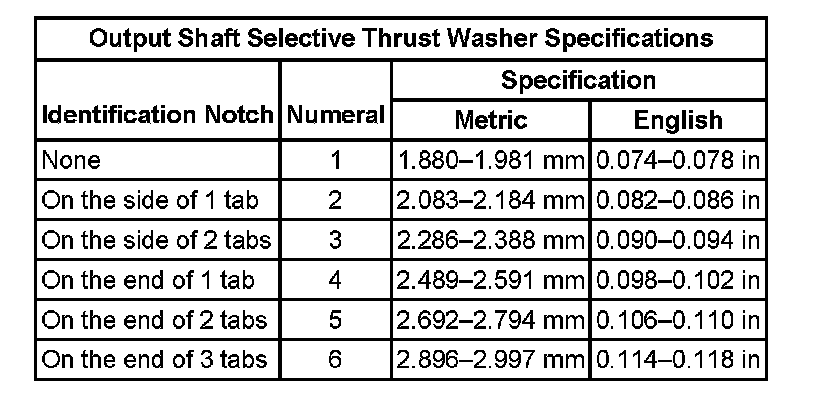 Output Shaft Selective Thrust Washer Specifications
Specification
Identification Notch Numeral
Metric English
None 1 1.880–1.981 mm 0.074–0.078 in
On the side of 1 tab 2 2.083–2.184 mm 0.082–0.086 in
On the side of 2 tabs 3 2.286–2.388 mm 0.090–0.094 in
On the end of 1 tab 4 2.489–2.591 mm 0.098–0.102 in
On the end of 2 tabs 5 2.692–2.794 mm 0.106–0.110 in
On the end of 3 tabs 6 2.896–2.997 mm 0.114–0.118 in